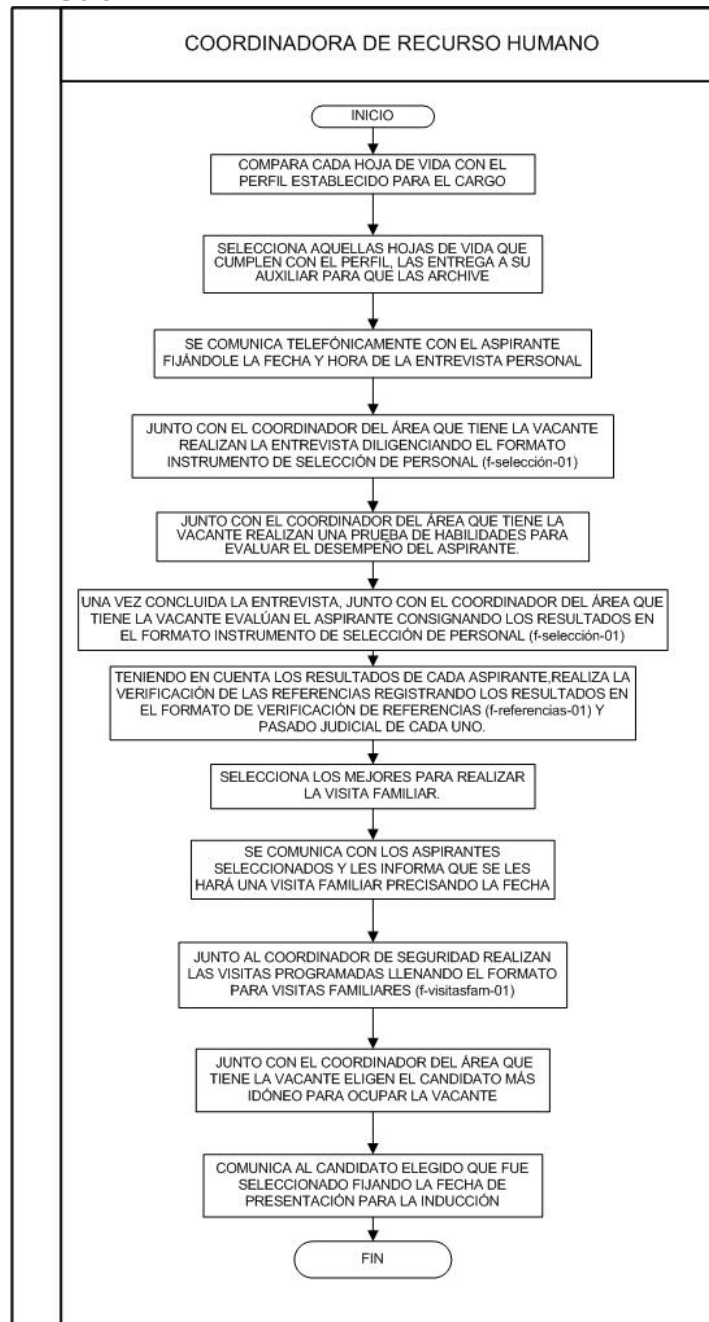 COORDINADORA DE RECURSO HUMANO
INICIO
COMPARA CADA HOJA DE VIDA CON EL
PERFIL ESTABLECIDO PARA EL CARGO
SELECCIONA AQUELLAS HOJAS DE VIDA QUE
CUMPLEN CON EL PERFIL, LAS ENTREGA A SU
AUXILIAR PARA QUE LAS ARCHIVE
SE COMUNICA TELEFÓNICAMENTE CON EL ASPIRANTE
FIJÁNDOLE LA FECHA Y HORA DE LA ENTREVISTA PERSONAL
JUNTO CON EL COORDINADOR DEL ÁREA QUE TIENE LA VACANTE
REALIZAN LA ENTREVISTA DILIGENCIANDO EL FORMATO
INSTRUMENTO DE SELECCIÓN DE PERSONAL (f-selección-01)
JUNTO CON EL COORDINADOR DEL ÁREA QUE TIENE LA
VACANTE REALIZAN UNA PRUEBA DE HABILIDADES PARA
EVALUAR EL DESEMPEÑO DEL ASPIRANTE.
UNA VEZ CONCLUIDA LA ENTREVISTA, JUNTO CON EL COORDINADOR DEL ÁREA QUE
TIENE LA VACANTE EVALÚAN EL ASPIRANTE CONSIGNANDO LOS RESULTADOS EN
EL FORMATO INSTRUMENTO DE SELECCIÓN DE PERSONAL (f-selección-01)
TENIENDO EN CUENTA LOS RESULTADOS DE CADA ASPIRANTE,REALIZA LA
VERIFICACIÓN DE LAS REFERENCIAS REGISTRANDO LOS RESULTADOS EN
EL FORMATO DE VERIFICACIÓN DE REFERENCIAS (f-referencias-01) Y
PASADO JUDICIAL DE CADA UNO.
SELECCIONA LOS MEJORES PARA REALIZAR
LA VISITA FAMILIAR.
SE COMUNICA CON LOS ASPIRANTES
SELECCIONADOS Y LES INFORMA QUE SE LES
HARÁ UNA VISITA FAMILIAR PRECISANDO LA FECHA
JUNTO AL COORDINADOR DE SEGURIDAD REALIZAN
LAS VISITAS PROGRAMADAS LLENANDO EL FORMATO
PARA VISITAS FAMILIARES (f-visitasfam-01)
JUNTO CON EL COORDINADOR DEL ÁREA QUE
TIENE LA VACANTE ELIGEN EL CANDIDATO MÁS
IDÓNEO PARA OCUPAR LA VACANTE
COMUNICA AL CANDIDATO ELEGIDO QUE FUE
SELECCIONADO FIJANDO LA FECHA DE
PRESENTACIÓN PARA LA INDUCCIÓN
FIN